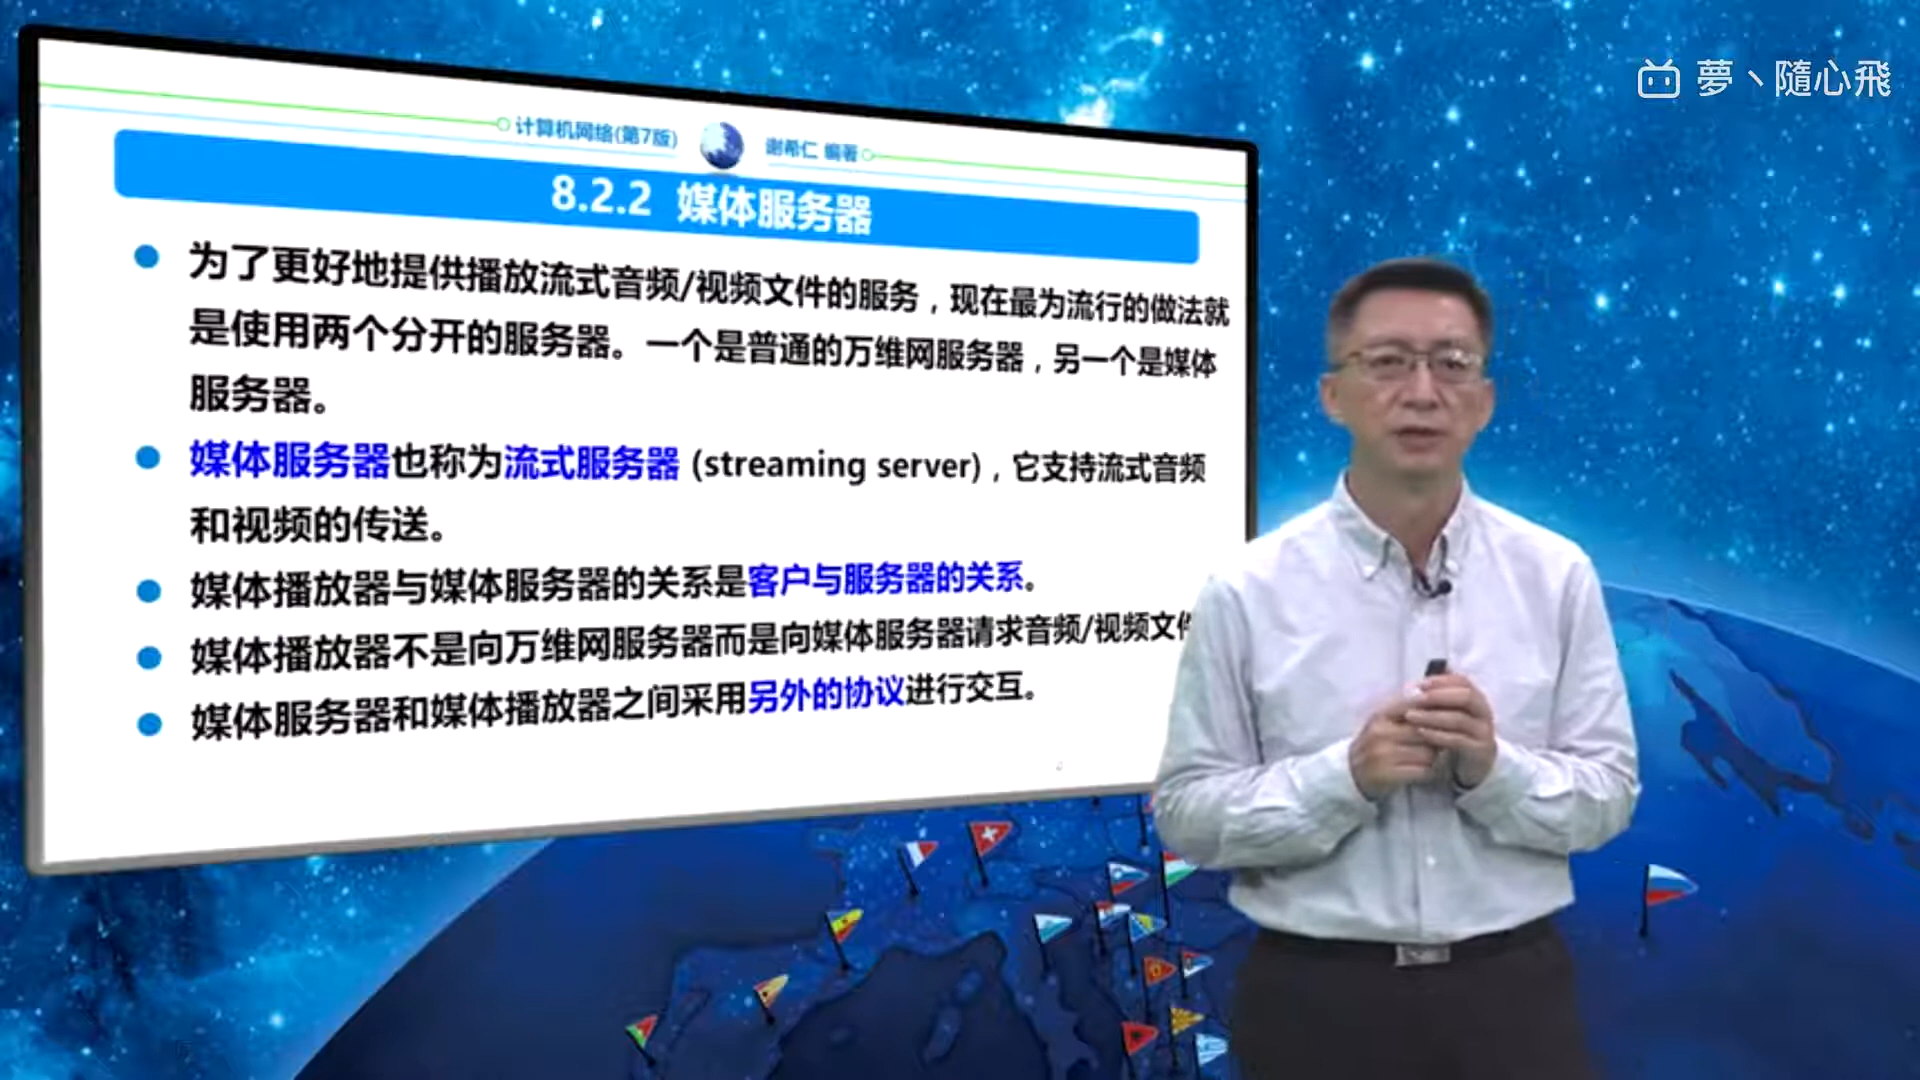 夢丶隨心飛
计算机网络(第7版)
谢希仁 编著
8.2.2 媒体服务器
为了更好地提供播放流式音频/视频文件的服务，现在最为流行的做法就
是使用两个分开的服务器。一个是普通的万维网服务器，另一个是媒体
服务器。
媒体服务器也称为流式服务器 (streaming server)，它支持流式音频
和视频的传送。
媒体播放器与媒体服务器的关系是客户与服务器的关系。
媒体播放器不是向万维网服务器而是向媒体服务器请求音频/视频文件
媒体服务器和媒体播放器之间采用另外的协议进行交互。